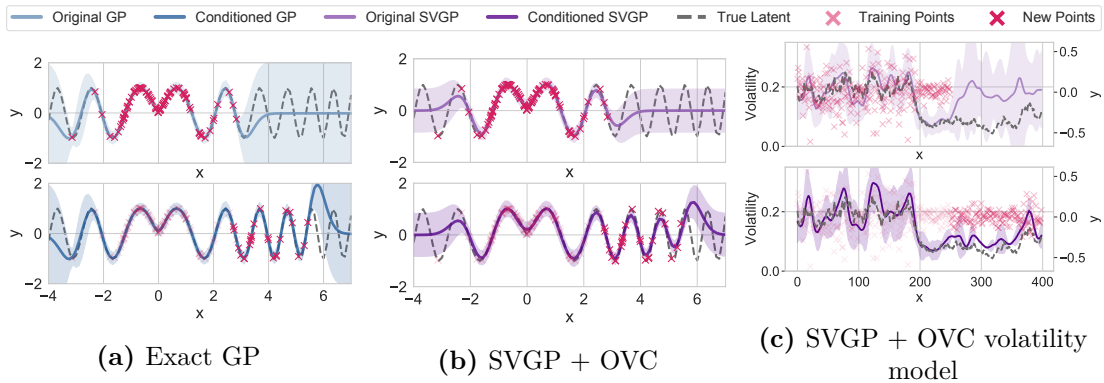 Original GP Conditioned GP Original SVGP Conditioned SVGP True Latent Training Points New Points
2
0
−2
y
x
2
0
−2
y
−4 −2 0 2 4 6
x
(a) Exact GP
2
0
−2
y
x
2
0
−2
y
−4 −2 0 2 4 6
x
(b) SVGP + OVC
0.2
0.0
Volatility
0.5
0.0
−0.5
y
x
0.2
0.0
Volatility
0.5
0.0
−0.5
y
0 100 200 300 400
x
(c) SVGP + OVC volatility
model